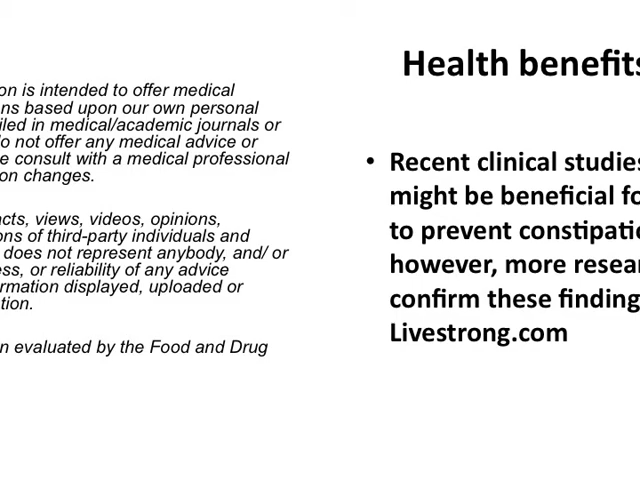 on is intended to offer medical
ns based upon our own personal
iled in medical/academic journals or
o not offer any medical advice or
e consult with a medical professional
on changes.
acts, views, videos, opinions,
ons of third-party individuals and
does not represent anybody, and/ or
ess, or reliability of any advice
ormation displayed, uploaded or
tion.
n evaluated by the Food and Drug
Health benefits
• Recent clinical studies
might be beneficial fo
to prevent constipatio
however, more resear
confirm these finding
Livestrong.com